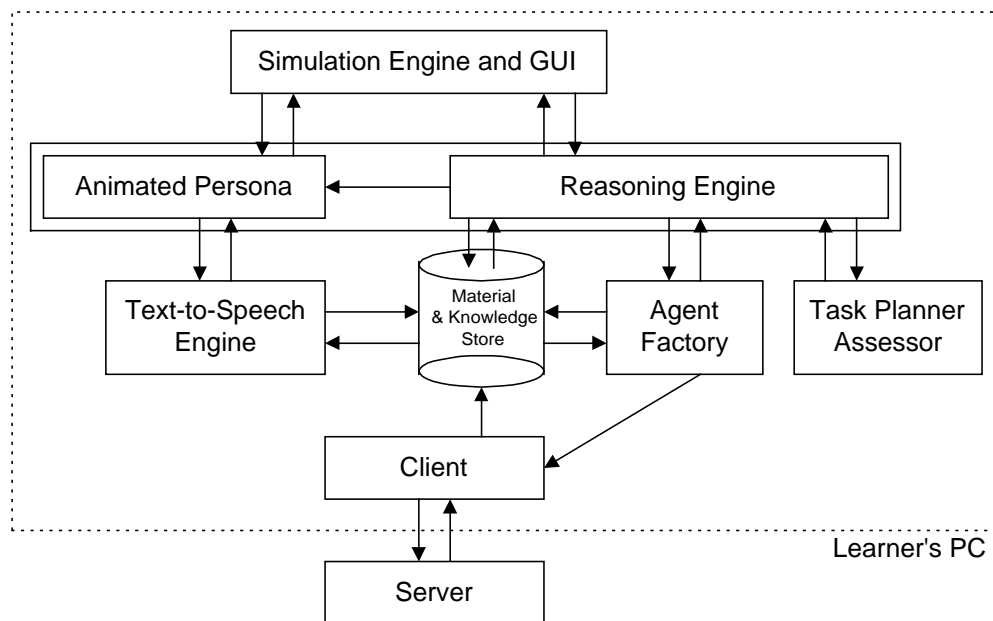 Simulation Engine and GUI
Animated Persona
Reasoning Engine
Text-to-Speech
Engine
Material
& Knowledge
Store
Agent
Factory
Task Planner
Assessor
Client
Learner's PC
Server